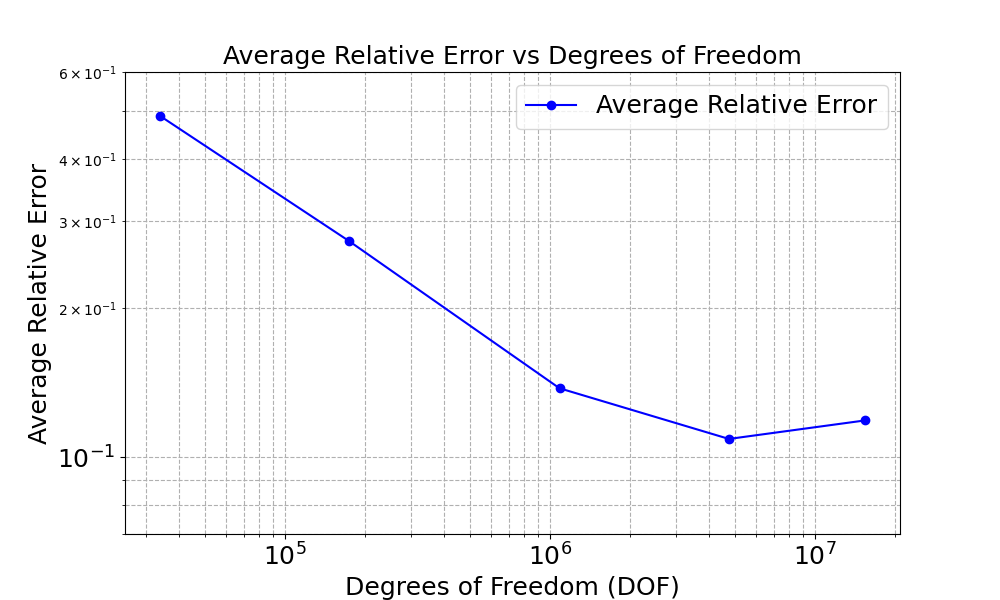 Average Relative Error vs Degrees of Freedom
Average Relative Error
6 × 10⁻¹
4 × 10⁻¹
3 × 10⁻¹
2 × 10⁻¹
10⁻¹
Average Relative Error
10⁵ 10⁶ 10⁷
Degrees of Freedom (DOF)